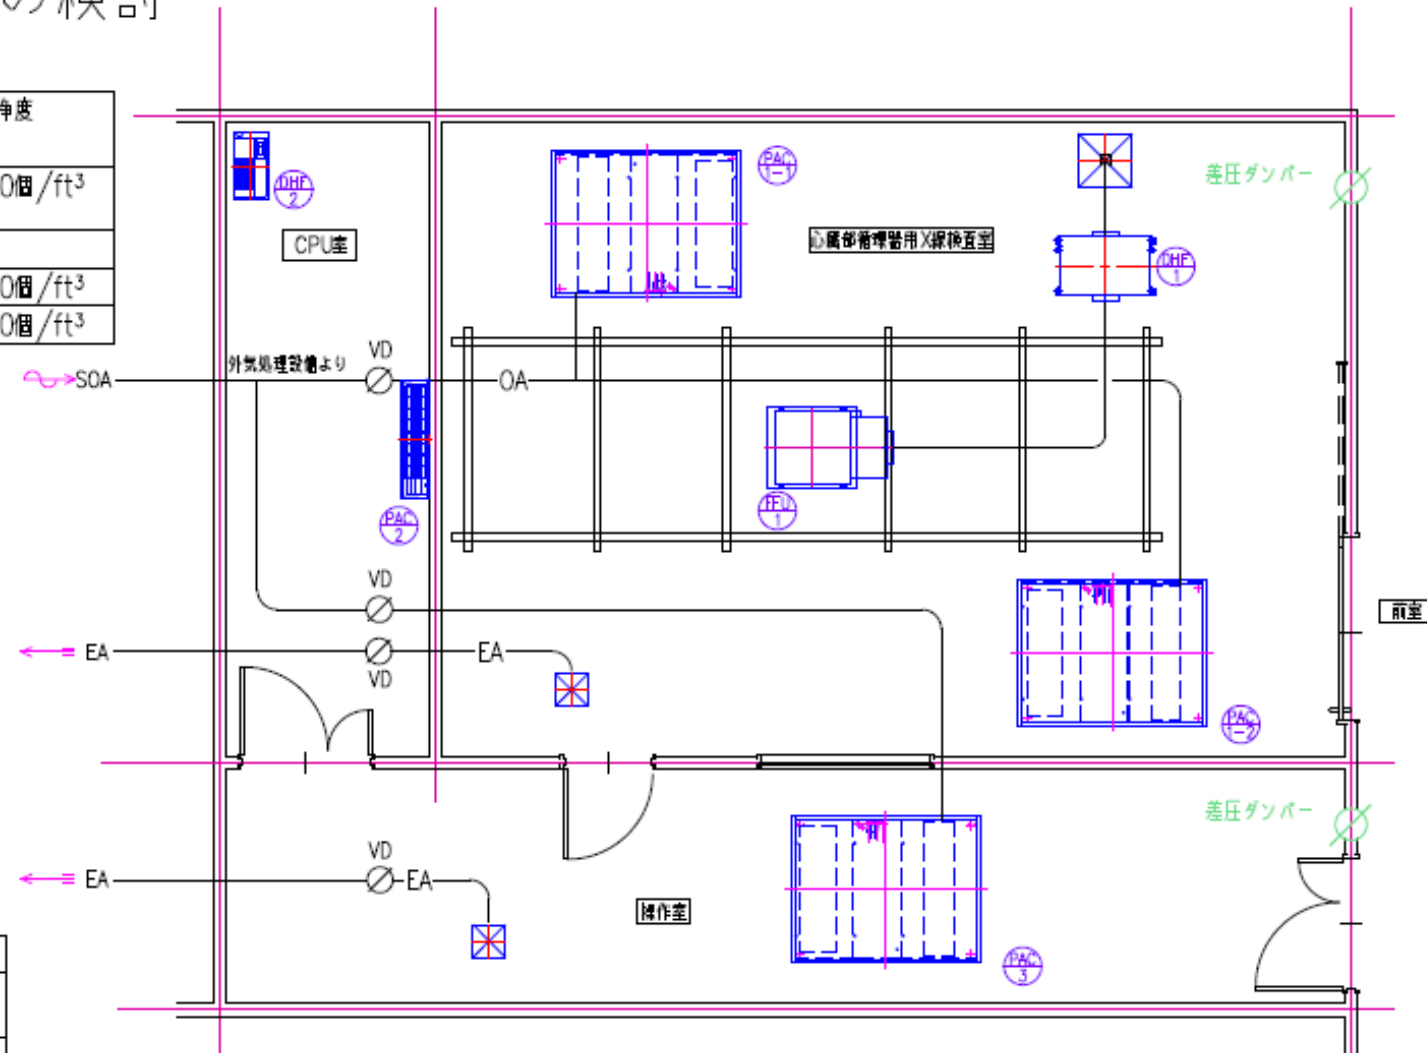 の検討
浄度
0個/ft³
0個/ft³
0個/ft³
DHF
2
CPU室
PAC
1-1
心臓部循環器用X線検査室
差圧ダンパー
DHF
1
外気処理設備より
VD
SOA
OA
FFU
1
PAC
2
VD
前室
EA
EA
VD
PAC
1-2
差圧ダンパー
VD
EA
EA
操作室
PAC
3